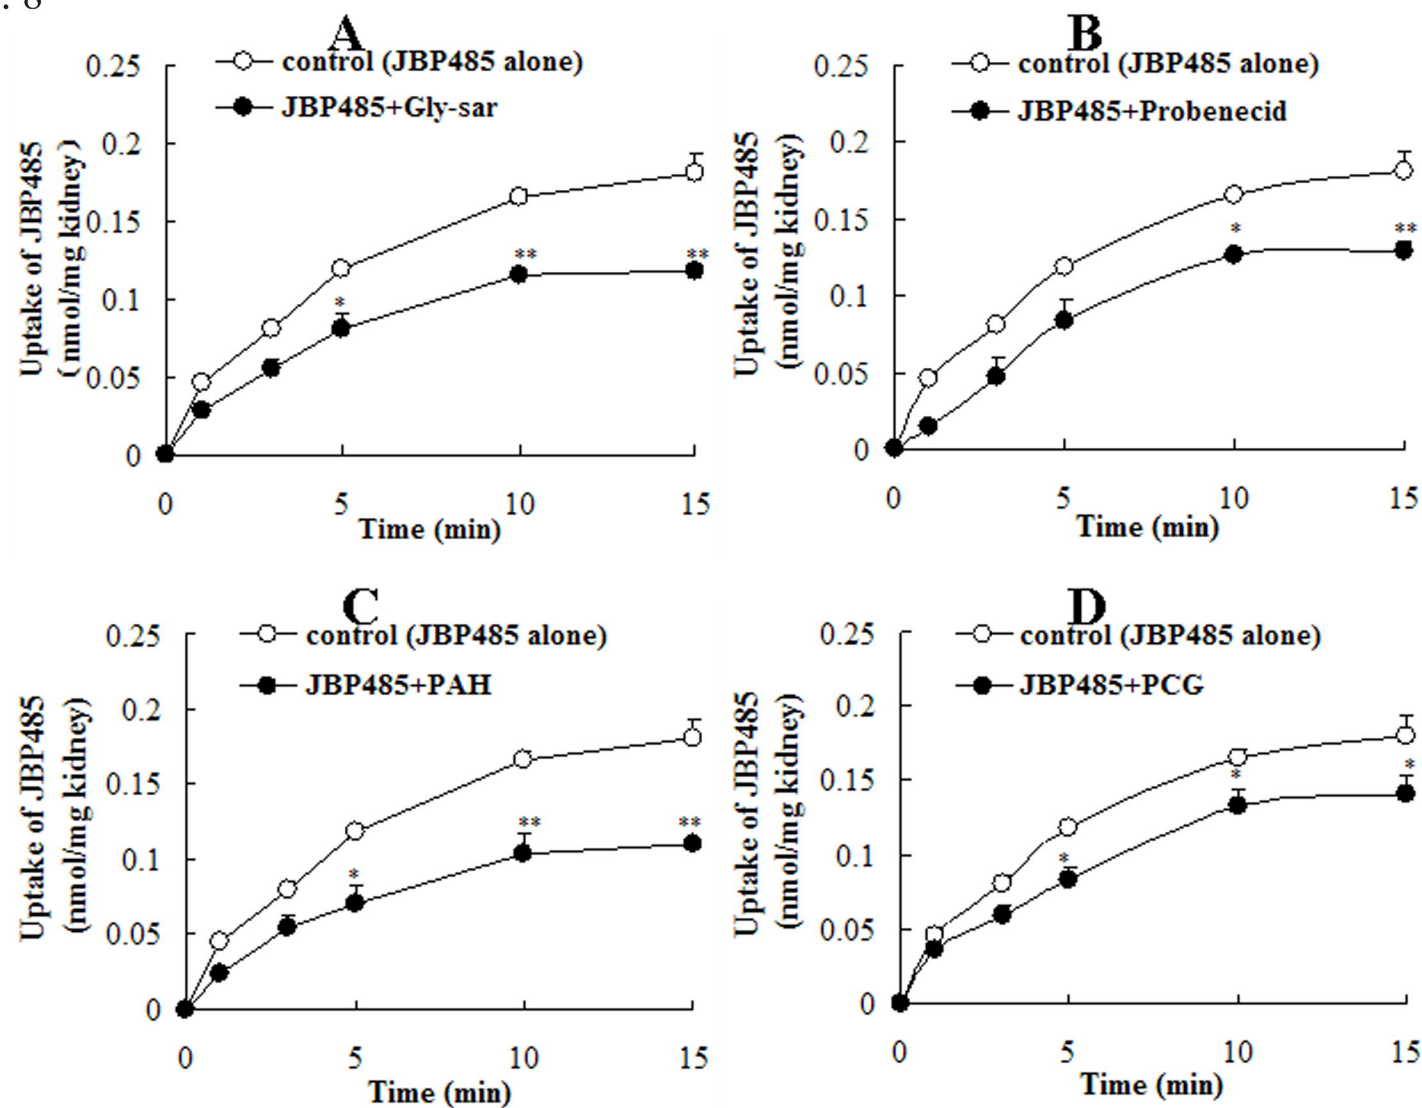 . 8
A
control (JBP485 alone)
JBP485+Gly-sar
Uptake of JBP485
(nmol/mg kidney)
0.25
0.2
0.15
0.1
0.05
0
*
**
**
0
5
10
15
Time (min)
B
control (JBP485 alone)
JBP485+Probenecid
Uptake of JBP485
(nmol/mg kidney)
0.25
0.2
0.15
0.1
0.05
0
*
**
0
5
10
15
Time (min)
C
control (JBP485 alone)
JBP485+PAH
Uptake of JBP485
(nmol/mg kidney)
0.25
0.2
0.15
0.1
0.05
0
*
**
**
0
5
10
15
Time (min)
D
control (JBP485 alone)
JBP485+PCG
Uptake of JBP485
(nmol/mg kidney)
0.25
0.2
0.15
0.1
0.05
0
*
*
*
0
5
10
15
Time (min)